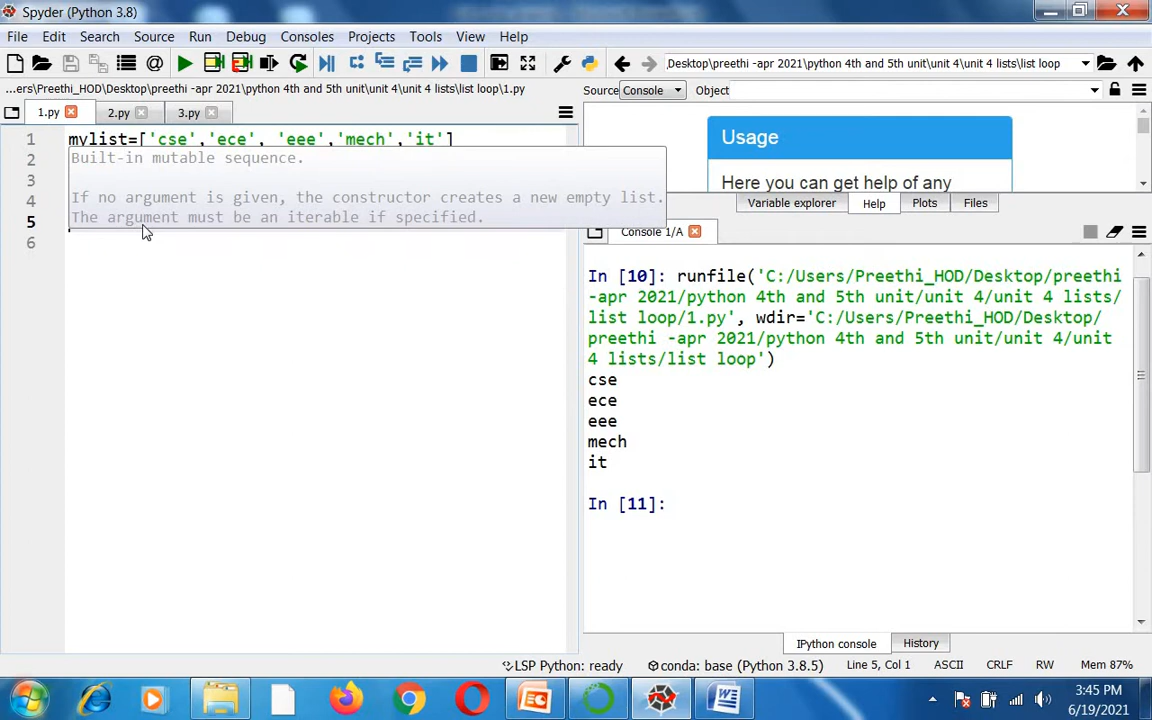 Spyder (Python 3.8)
File Edit Search Source Run Debug Consoles Projects Tools View Help
Desktop\preethi -apr 2021\python 4th and 5th unit\unit 4\unit 4 lists\list loop
...ers\Preethi_HOD\Desktop\preethi -apr 2021\python 4th and 5th unit\unit 4\unit 4 lists\list loop\1.py
Source Console Object
1.py 2.py 3.py
1 mylist=['cse','ece', 'eee','mech','it']
2 Built-in mutable sequence.
3
If no argument is given, the constructor creates a new empty list.
4
The argument must be an iterable if specified.
5
6
Usage
Here you can get help of any
Variable explorer Help Plots Files
Console 1/A
In [10]: runfile('C:/Users/Preethi_HOD/Desktop/preethi
-apr 2021/python 4th and 5th unit/unit 4/unit 4 lists/
list loop/1.py', wdir='C:/Users/Preethi_HOD/Desktop/
preethi -apr 2021/python 4th and 5th unit/unit 4/unit
4 lists/list loop')
cse
ece
eee
mech
it
In [11]:
IPython console History
LSP Python: ready conda: base (Python 3.8.5) Line 5, Col 1 ASCII CRLF RW Mem 87%
3:45 PM
6/19/2021